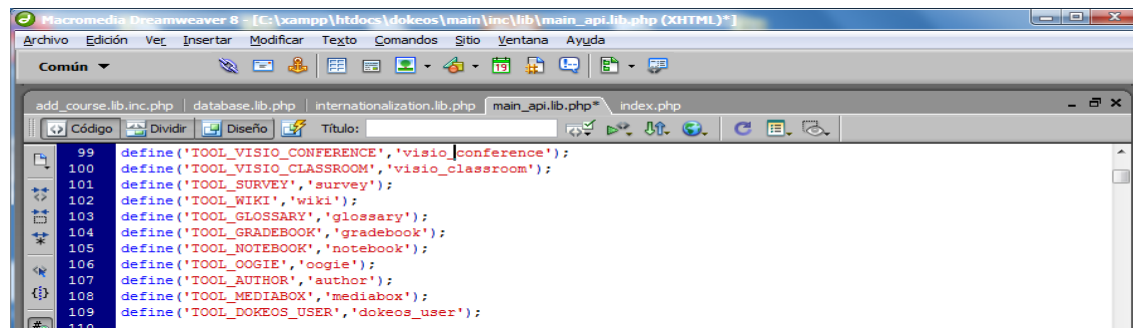 Macromedia Dreamweaver 8 - [C:\xampp\htdocs\dokeos\main\inc\lib\main_api.lib.php (XHTML)*]
Archivo Edición Ver Insertar Modificar Texto Comandos Sitio Ventana Ayuda
Común
add_course.lib.inc.php database.lib.php internationalization.lib.php main_api.lib.php* index.php
Código Dividir Diseño Título:
99 define('TOOL_VISIO_CONFERENCE','visio_conference');
100 define('TOOL_VISIO_CLASSROOM','visio_classroom');
101 define('TOOL_SURVEY','survey');
102 define('TOOL_WIKI','wiki');
103 define('TOOL_GLOSSARY','glossary');
104 define('TOOL_GRADEBOOK','gradebook');
105 define('TOOL_NOTEBOOK','notebook');
106 define('TOOL_OOGIE','oogie');
107 define('TOOL_AUTHOR','author');
108 define('TOOL_MEDIABOX','mediabox');
109 define('TOOL_DOKEOS_USER','dokeos_user');
110